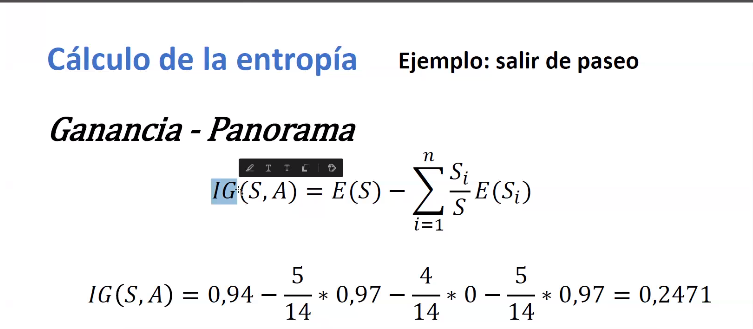 Cálculo de la entropía Ejemplo: salir de paseo
Ganancia - Panorama
IG(S, A) = E(S) − ∑_{i=1}^{n} \frac{S_i}{S} E(S_i)
IG(S, A) = 0,94 − \frac{5}{14} * 0,97 − \frac{4}{14} * 0 − \frac{5}{14} * 0,97 = 0,2471